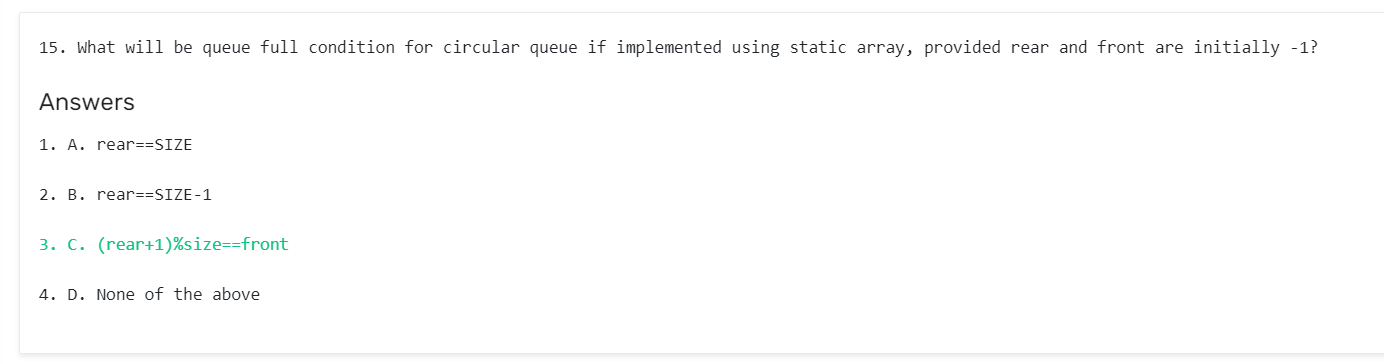 15. What will be queue full condition for circular queue if implemented using static array, provided rear and front are initially -1?
Answers
1. A. rear==SIZE
2. B. rear==SIZE-1
3. C. (rear+1)%size==front
4. D. None of the above